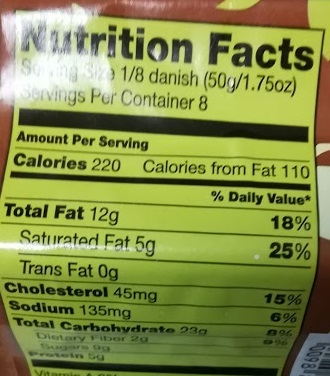 Nutrition Facts
Serving Size 1/8 danish (50g/1.75oz)
Servings Per Container 8
Amount Per Serving
Calories 220 Calories from Fat 110
% Daily Value*
Total Fat 12g 18%
Saturated Fat 5g 25%
Trans Fat 0g
Cholesterol 45mg 15%
Sodium 135mg 6%
Total Carbohydrate 23g 8%
Dietary Fiber 2g
Sugars 9g
Protein 5g
Vitamin A